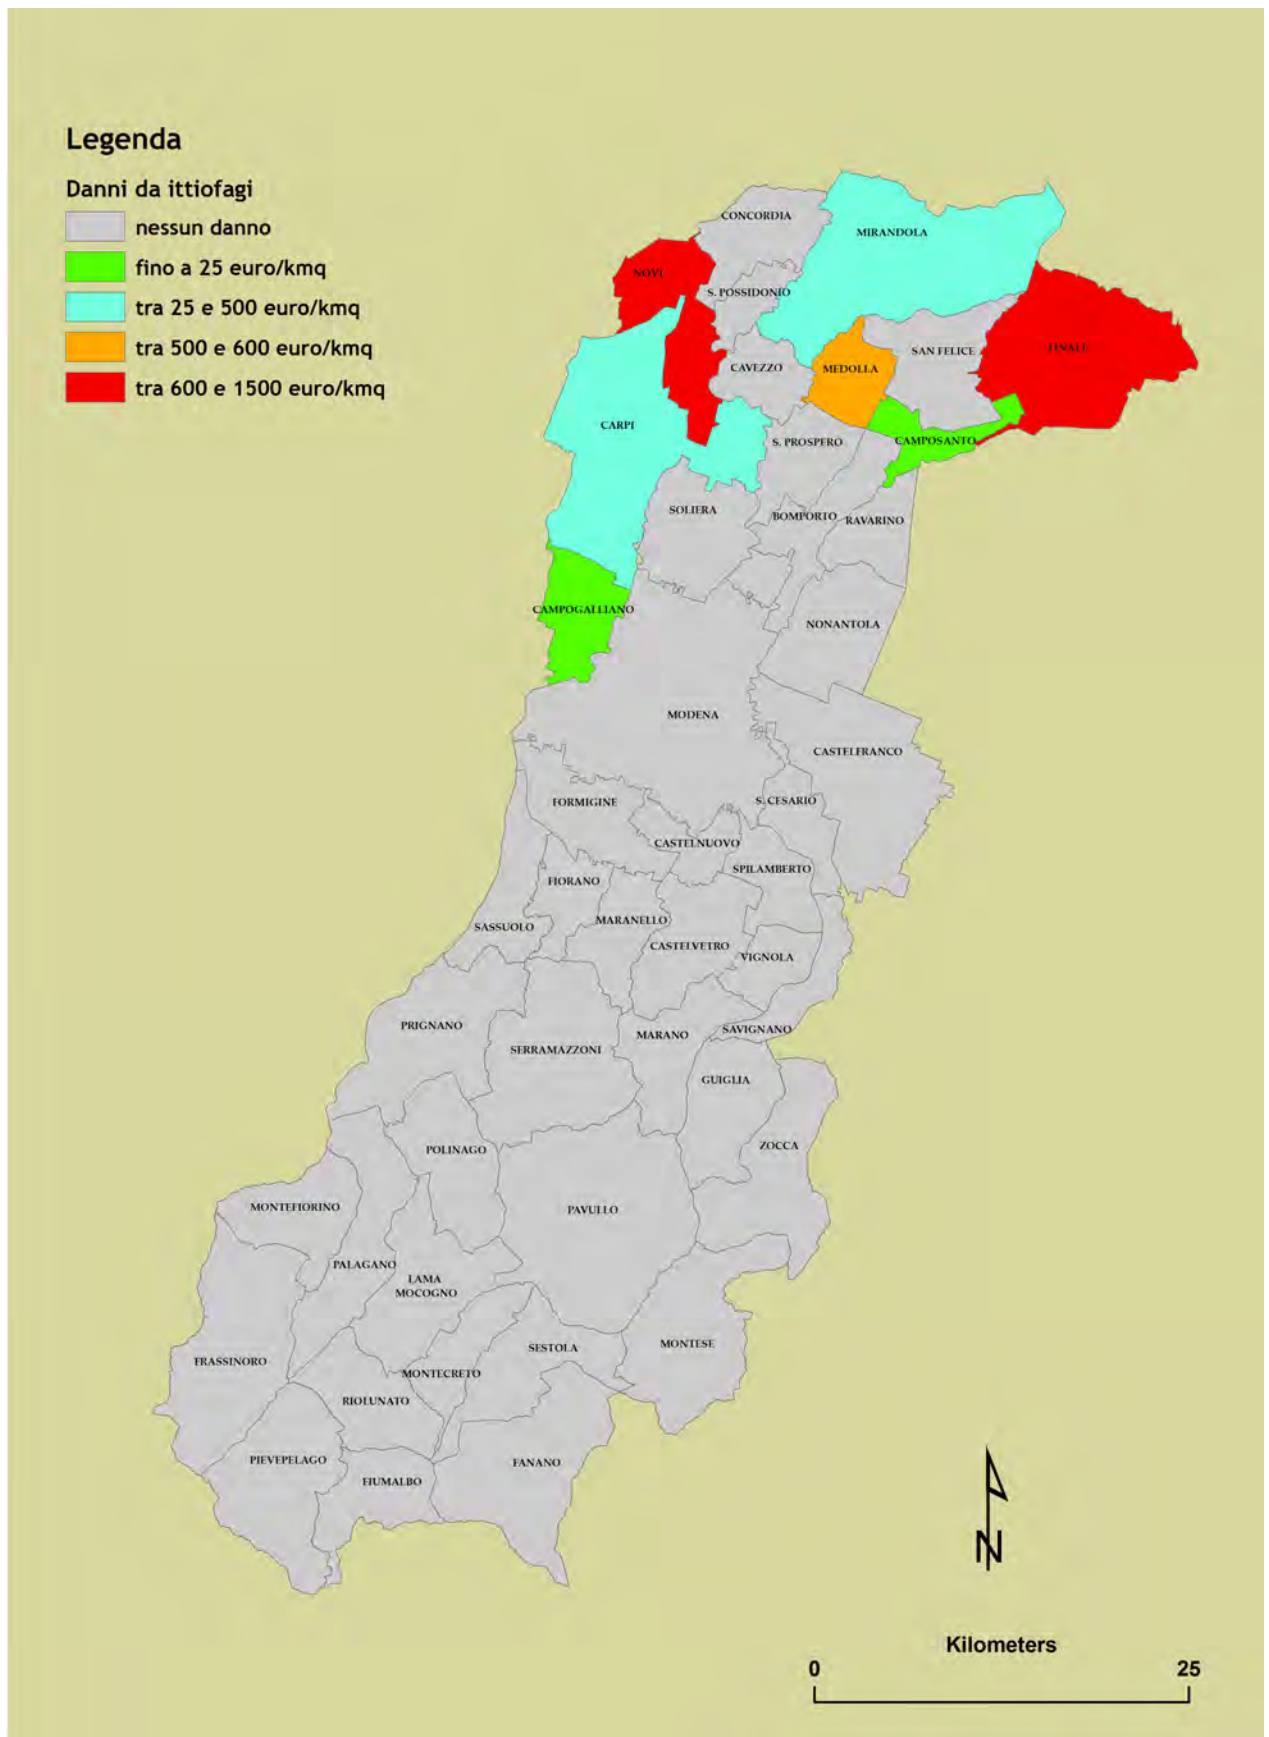 Legenda
Danni da ittiofagi
nessun danno
fino a 25 euro/kmq
tra 25 e 500 euro/kmq
tra 500 e 600 euro/kmq
tra 600 e 1500 euro/kmq
CONCORDIA
MIRANDOLA
NOVI
S. POSSIDONIO
FINALE
SAN FELICE
CAVEZZO
MEDOLLA
CARPI
S. PROSPERO
CAMPOSANTO
SOLIERA
BOMPORTO
RAVARINO
CAMPOGALLIANO
NONANTOLA
MODENA
CASTELFRANCO
FORMIGINE
S. CESARIO
CASTELNUOVO
SPILAMBERTO
FIORANO
MARANELLO
SASSUOLO
CASTELVETRO
VIGNOLA
PRIGNANO
SAVIGNANO
MARANO
SERRAMAZZONI
GUIGLIA
POLINAGO
ZOCCA
MONTEFIORINO
PAVULLO
PALAGANO
LAMA
MOCOGNO
MONTESE
SESTOLA
FRASSINORO
MONTECRETO
RIOLUNATO
PIEVEPELAGO
FANANO
FIUMALBO
N
Kilometers
0 25